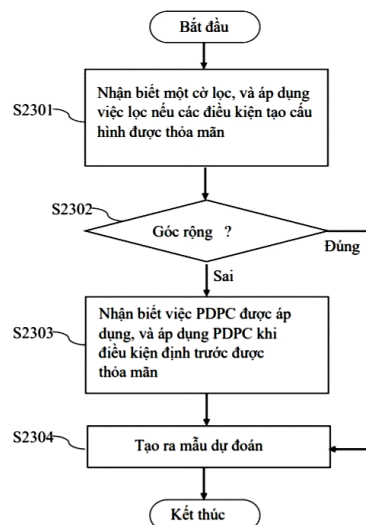 Bắt đầu
S2301
Nhận biết một cờ lọc, và áp dụng
việc lọc nếu các điều kiện tạo cấu
hình được thỏa mãn
S2302
Góc rộng ?
Đúng
Sai
S2303
Nhận biết việc PDPC được áp
dụng, và áp dụng PDPC khi
điều kiện định trước được
thỏa mãn
S2304
Tạo ra mẫu dự đoán
Kết thúc